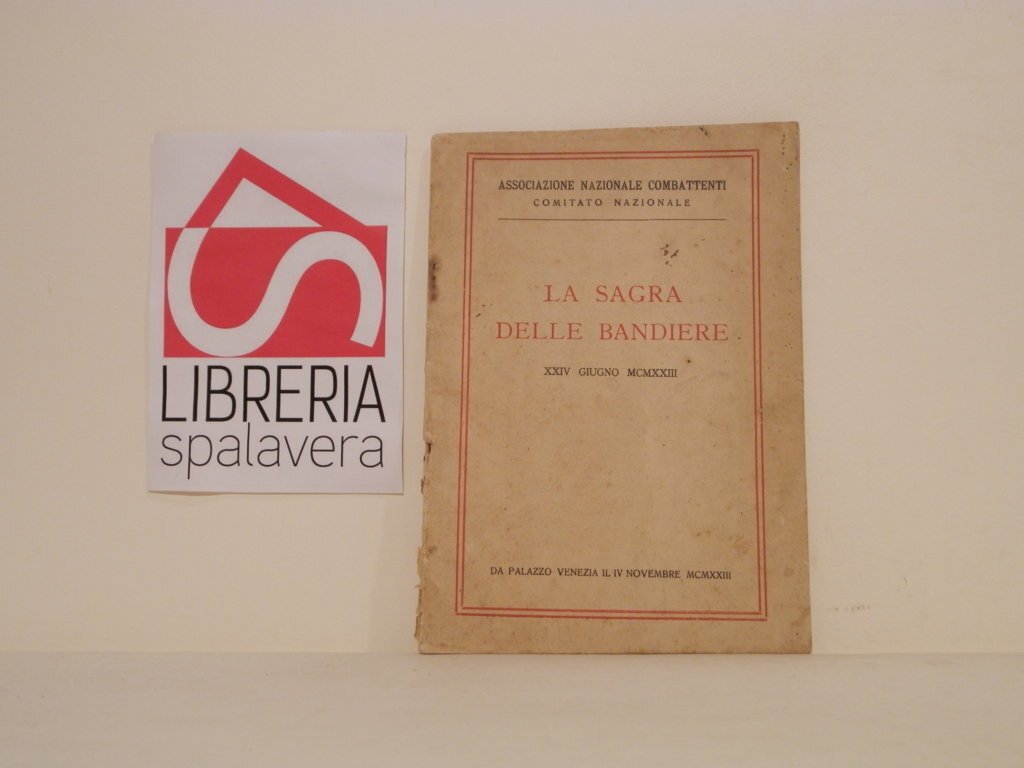 LIBRERIA
spalavera
ASSOCIAZIONE NAZIONALE COMBATTENTI
COMITATO NAZIONALE
LA SAGRA
DELLE BANDIERE
XXIV GIUGNO MCMXXIII
DA PALAZZO VENEZIA IL IV NOVEMBRE MCMXXIII